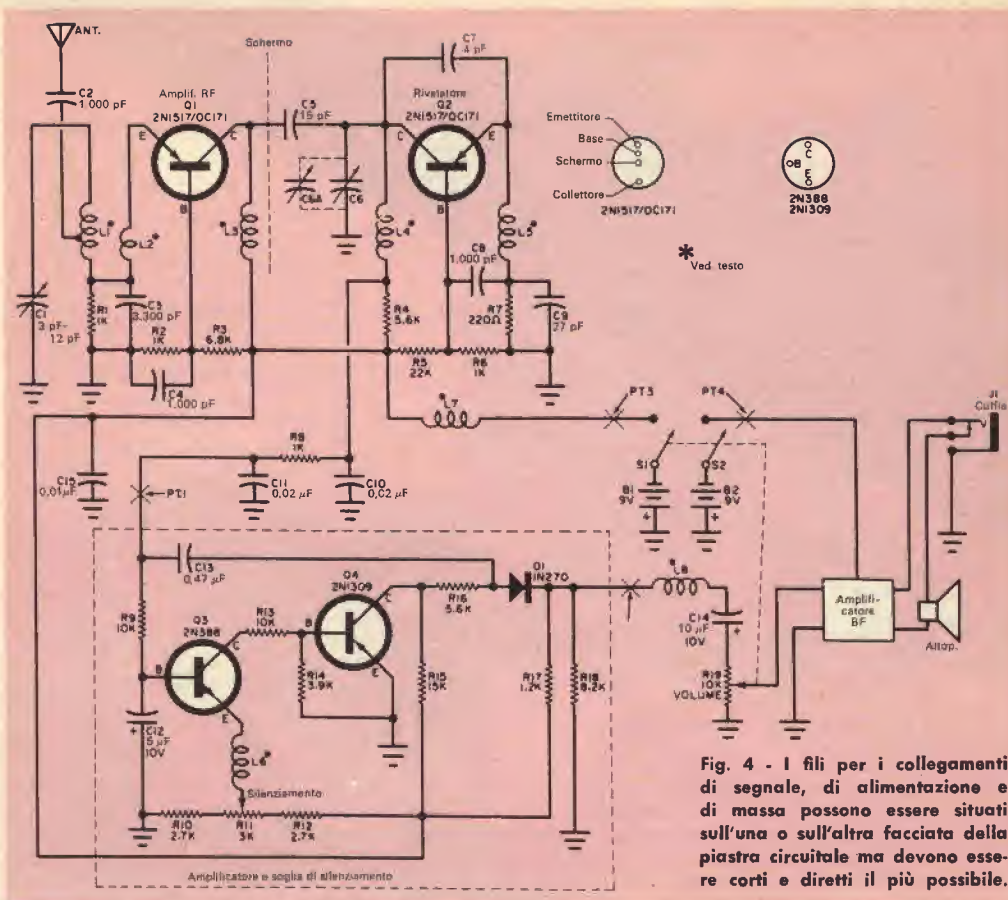 ANT.
C2
1.000 pF
Amplif. RF
Q1
2N1517/OC171
E
C
B
Schermo
C5
15 pF
C6A
C6
C7
4 pF
Rivelatore
Q2
2N1517/OC171
C
E
B
Emettitore
Base
Schermo
Collettore
2N1517/OC171
C
B
E
2N388
2N1309
* Ved. testo
L1*
L2*
L3*
L4*
L5*
C1
3 pF-
12 pF
R1
1K
C3
3.300 pF
R2
1K
R3
6.8K
C4
1.000 pF
C8
1.000 pF
R4
5.6K
R7
220Ω
C9
27 pF
R5
22K
R6
1K
*L7
PT3
PT4
J1
Cuffia
S1
S2
B1
9V
+
B2
9V
+
C15
0,01 µF
PT1
1K
C11
0,02 µF
C10
0,02 µF
C13
0,47 µF
Q4
2N1309
C
B
E
R16
5.6K
D1
1N270
*L8
C14
10 µF
10V
+
Amplifi-
catore
BF
Altop.
R9
10K
Q3
2N388
B
C
E
R13
10K
R14
3.9K
R15
15K
R17
1.2K
R18
8.2K
R19
10K
VOLUME
+
C12
5 µF
10V
L6*
Silenziamento
R10
2.7K
R11
3K
R12
2.7K
Amplificatore e soglia di silenziamento
Fig. 4 - I fili per i collegamenti
di segnale, di alimentazione e
di massa possono essere situati
sull'una o sull'altra facciata della
piastra circuitale ma devono esse-
re corti e diretti il più possibile.